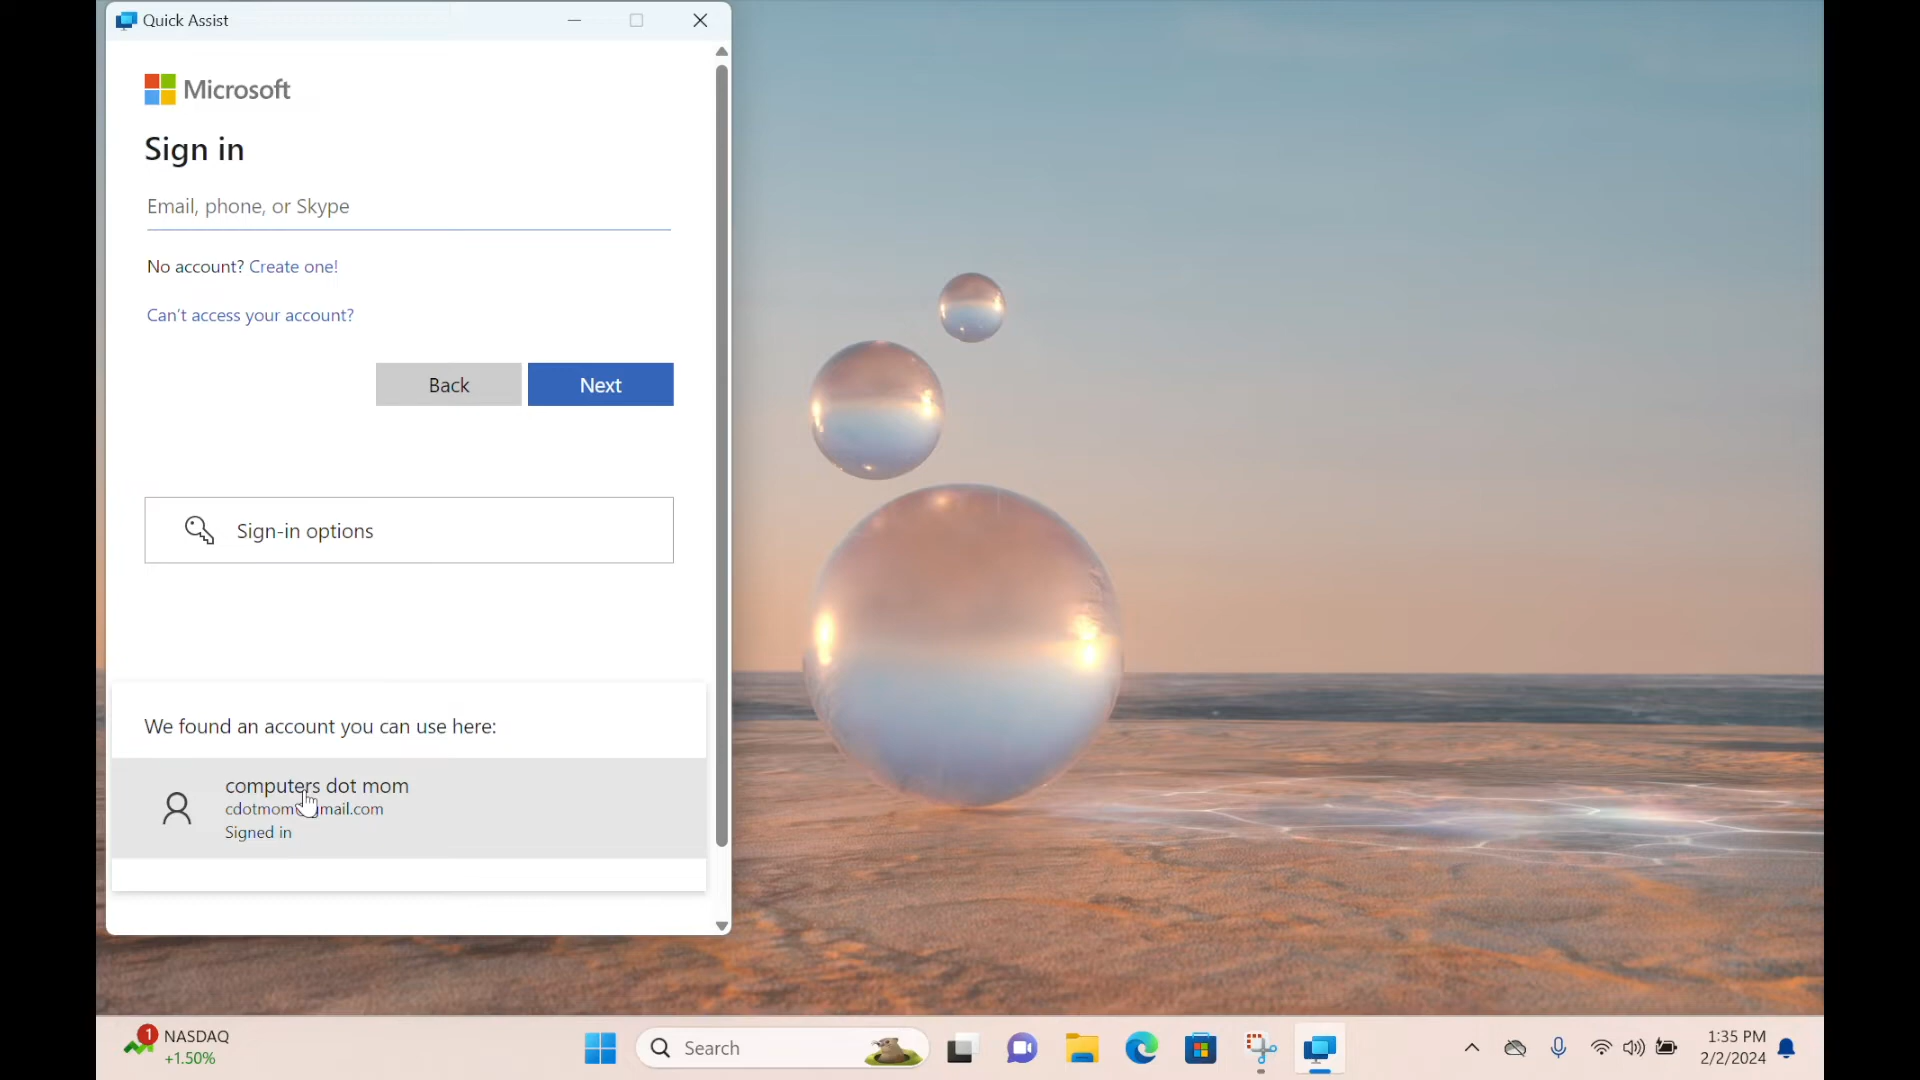 Quick Assist
Microsoft
Sign in
Email, phone, or Skype
No account? Create one!
Can't access your account?
Back
Next
Sign-in options
We found an account you can use here:
computers dot mom
cdotmom mail.com
Signed in
1
NASDAQ
+1.50%
Search
1:35 PM
2/2/2024